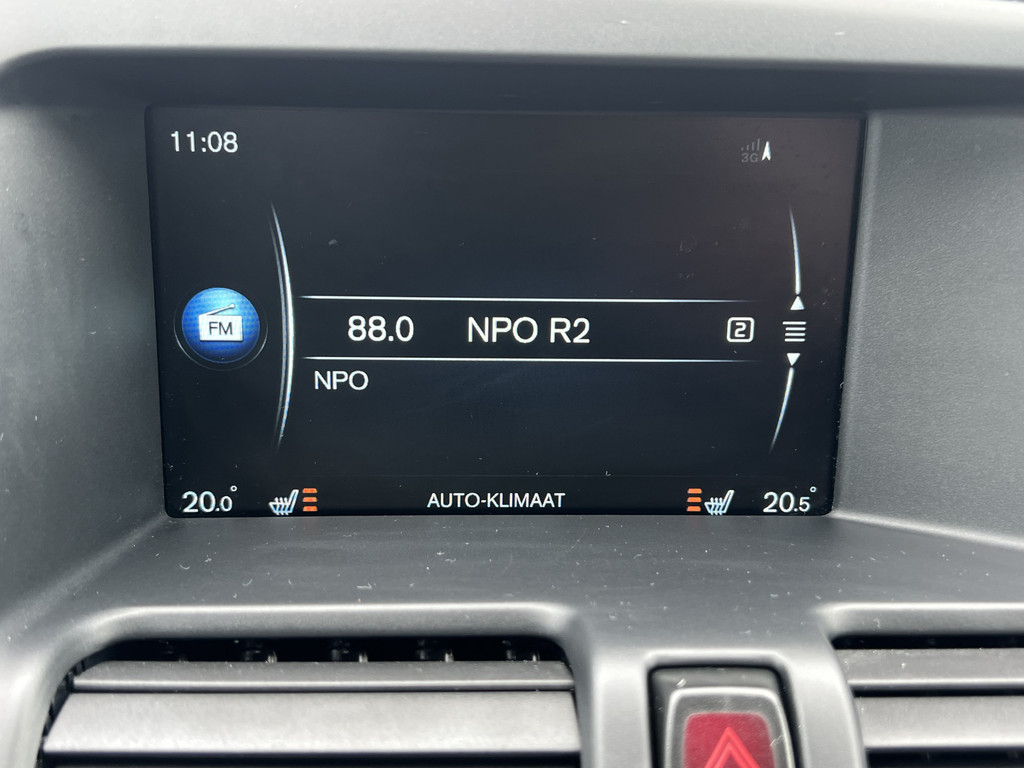 11:08
3G
FM
88.0 NPO R2 2
NPO
20.0° AUTO-KLIMAAT 20.5°